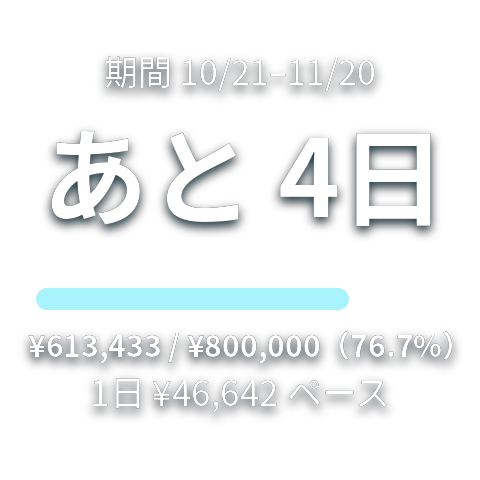 期間 10/21–11/20
あと 4日
¥613,433 / ¥800,000（76.7%）
1日 ¥46,642 ペース